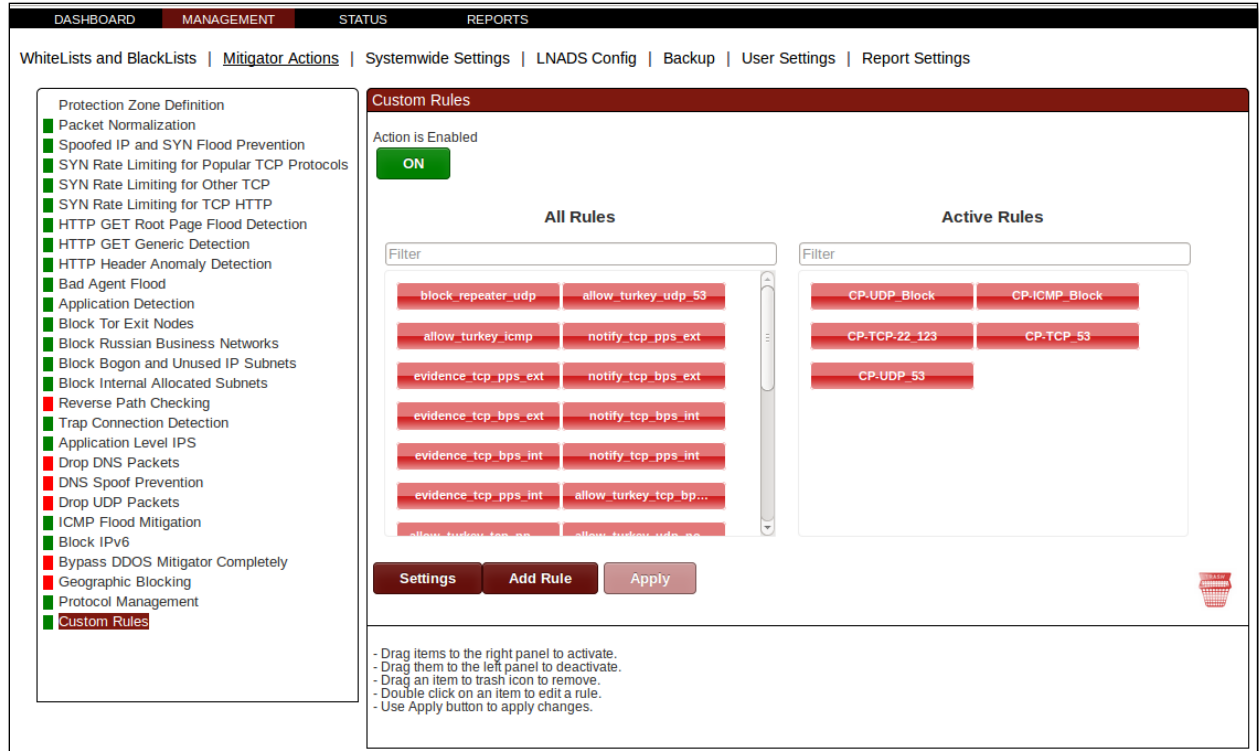 DASHBOARD MANAGEMENT STATUS REPORTS
WhiteLists and BlackLists | Mitigator Actions | Systemwide Settings | LNADS Config | Backup | User Settings | Report Settings
Protection Zone Definition
Packet Normalization
Spoofed IP and SYN Flood Prevention
SYN Rate Limiting for Popular TCP Protocols
SYN Rate Limiting for Other TCP
SYN Rate Limiting for TCP HTTP
HTTP GET Root Page Flood Detection
HTTP GET Generic Detection
HTTP Header Anomaly Detection
Bad Agent Flood
Application Detection
Block Tor Exit Nodes
Block Russian Business Networks
Block Bogon and Unused IP Subnets
Block Internal Allocated Subnets
Reverse Path Checking
Trap Connection Detection
Application Level IPS
Drop DNS Packets
DNS Spoof Prevention
Drop UDP Packets
ICMP Flood Mitigation
Block IPv6
Bypass DDOS Mitigator Completely
Geographic Blocking
Protocol Management
Custom Rules
Custom Rules
Action is Enabled
ON
All Rules
Filter
block_repeater_udp allow_turkey_udp_53
allow_turkey_icmp notify_tcp_pps_ext
evidence_tcp_pps_ext notify_tcp_bps_ext
evidence_tcp_bps_ext notify_tcp_bps_int
evidence_tcp_bps_int notify_tcp_pps_int
evidence_tcp_pps_int allow_turkey_tcp_bp...
allow_turkey_tcp_pp... allow_turkey_udp_no...
Active Rules
Filter
CP-UDP_Block CP-ICMP_Block
CP-TCP-22_123 CP-TCP_53
CP-UDP_53
Settings Add Rule Apply
TRASH
- Drag items to the right panel to activate.
- Drag them to the left panel to deactivate.
- Drag an item to trash icon to remove.
- Double click on an item to edit a rule.
- Use Apply button to apply changes.